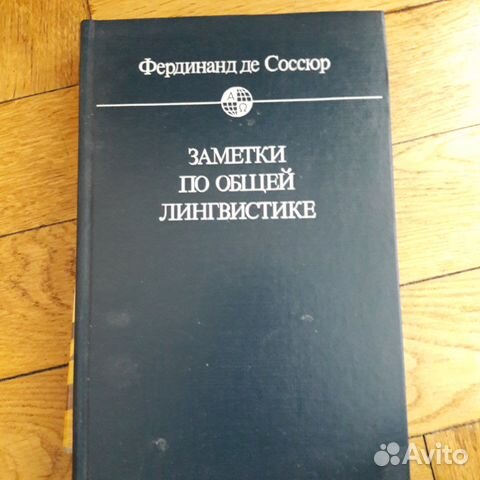 Фердинанд де Соссюр
А
Ω
ЗАМЕТКИ
ПО ОБЩЕЙ
ЛИНГВИСТИКЕ
Avito